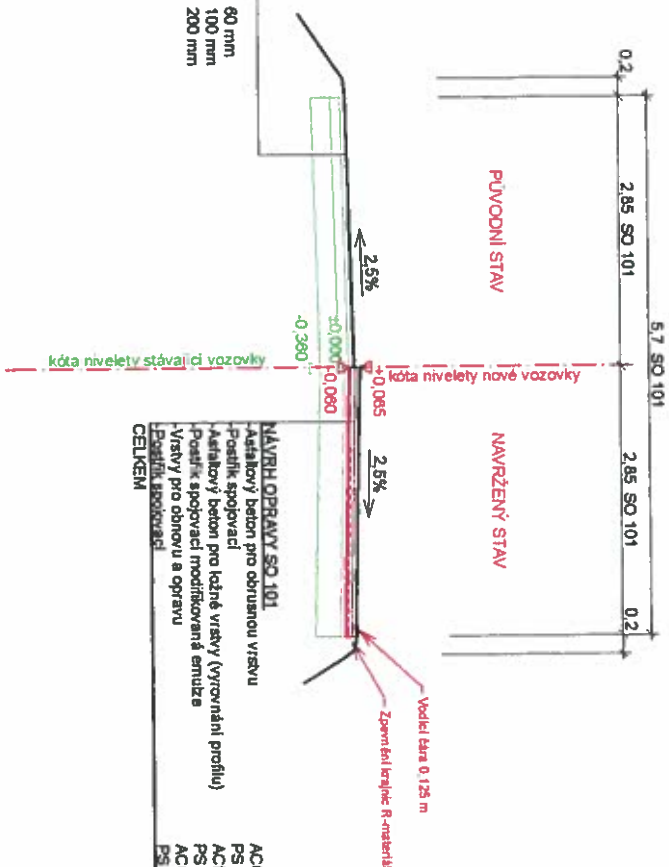 5,7 SO 101
0,2
2,85 SO 101
2,85 SO 101
0,2
PŮVODNÍ STAV
NAVRŽENÝ STAV
2,5%
2,5%
+0,065
kóta nivelety nové vozovky
kóta nivelety stávající vozovky
±0,000
-0,060
-0,360
Vodící čára 0,125 m
Zpevnění krajnic R-materiál
60 mm
100 mm
200 mm
NÁVRH OPRAVY SO 101
-Asfaltový beton pro obrusnou vrstvu
-Postřik spojovací
-Asfaltový beton pro ložné vrstvy (vyrovnání profilu)
-Postřik spojovací modifikovaná emulze
-Vrstvy pro obnovu a opravu
-Postřik spojovací
CELKEM
PS
PS
AC
PS